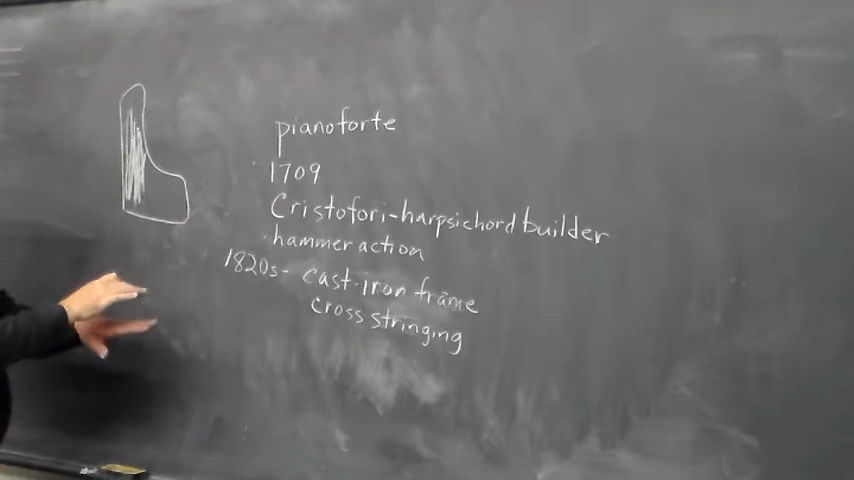 pianoforte
1709
Cristofori-harpsichord builder
·hammer action
1820s- cast-iron frame
cross stringing